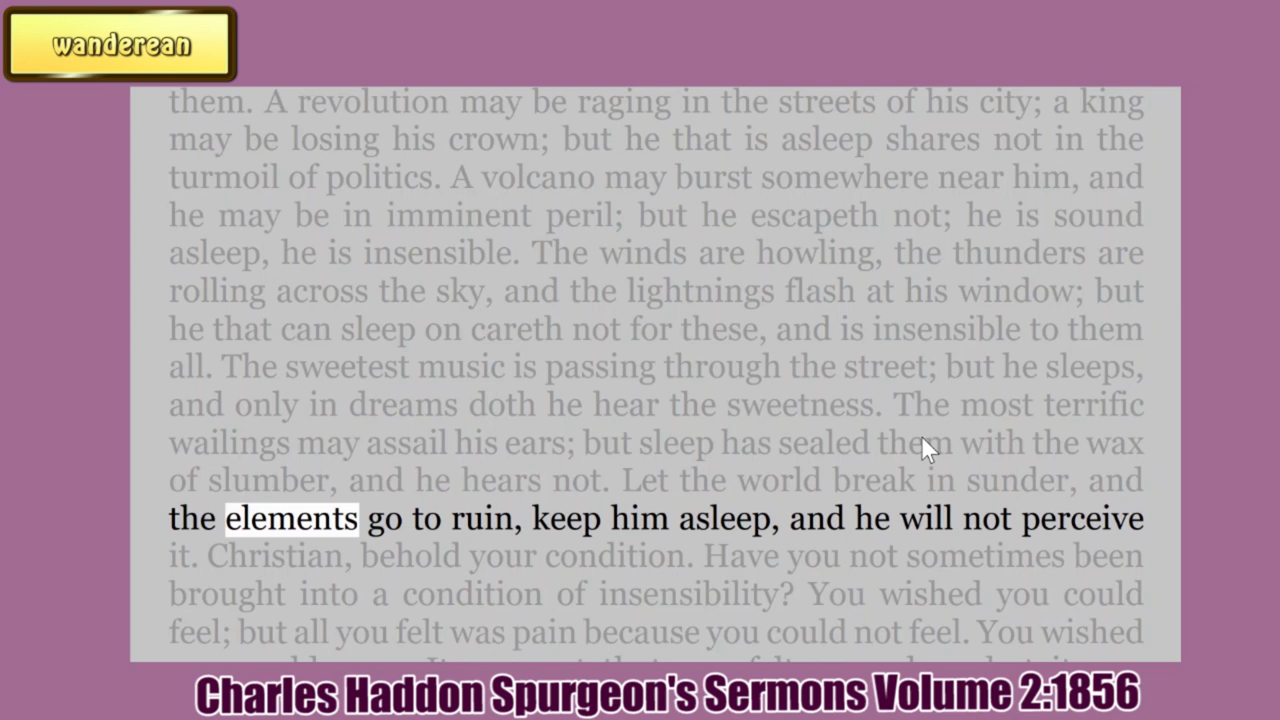 wanderean
them. A revolution may be raging in the streets of his city; a king
may be losing his crown; but he that is asleep shares not in the
turmoil of politics. A volcano may burst somewhere near him, and
he may be in imminent peril; but he escapeth not; he is sound
asleep, he is insensible. The winds are howling, the thunders are
rolling across the sky, and the lightnings flash at his window; but
he that can sleep on careth not for these, and is insensible to them
all. The sweetest music is passing through the street; but he sleeps,
and only in dreams doth he hear the sweetness. The most terrific
wailings may assail his ears; but sleep has sealed them with the wax
of slumber, and he hears not. Let the world break in sunder, and
the elements go to ruin, keep him asleep, and he will not perceive
it. Christian, behold your condition. Have you not sometimes been
brought into a condition of insensibility? You wished you could
feel; but all you felt was pain because you could not feel. You wished
Charles Haddon Spurgeon's Sermons Volume 2:1856